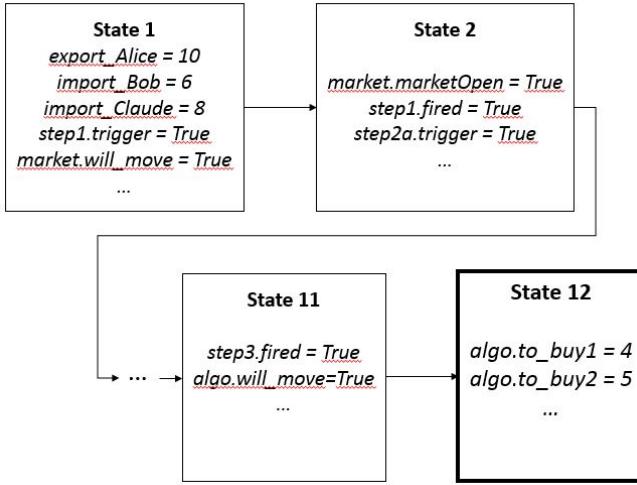 State 1
export_Alice = 10
import_Bob = 6
import_Claude = 8
step1.trigger = True
market.will_move = True
...
State 2
market.marketOpen = True
step1.fired = True
step2a.trigger = True
...
...
State 11
step3.fired = True
algo.will_move=True
...
State 12
algo.to_buy1 = 4
algo.to_buy2 = 5
...